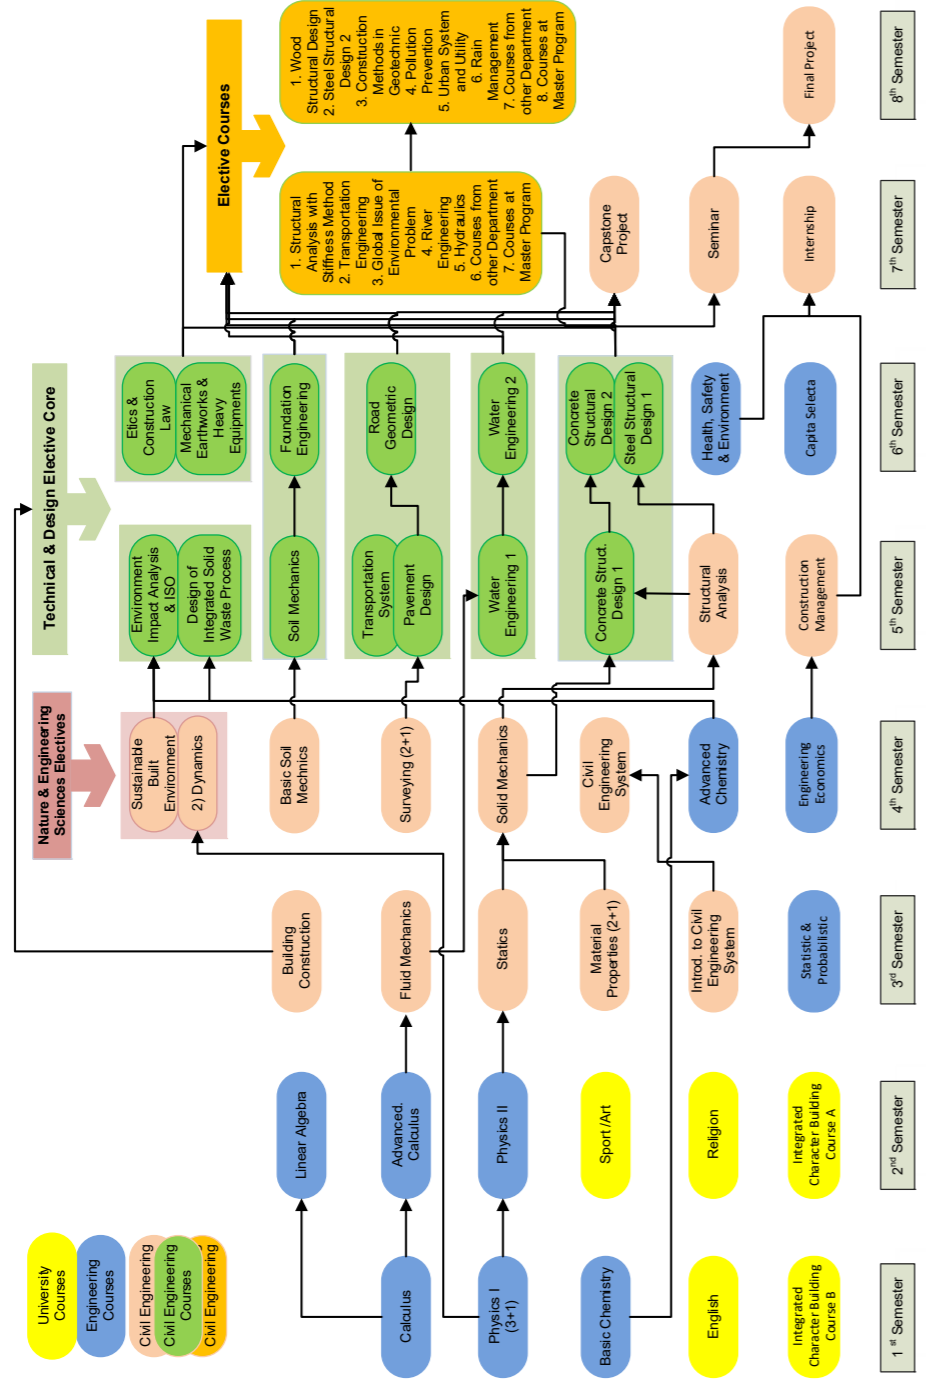 University
Courses
Engineering
Courses
Civil Engineering
Civil Engineering
Courses
Civil Engineering
Nature & Engineering
Sciences Electives
Technical & Design Elective Core
Elective Courses
Calculus
Physics I
(3+1)
Basic Chemistry
English
Integrated
Character Building
Course B
1 st Semester
Linear Algebra
Advanced.
Calculus
Physics II
Sport /Art
Religion
Integrated
Character Building
Course A
2nd Semester
Building
Construction
Fluid Mechanics
Statics
Material
Properties (2+1)
Introd. to Civil
Engineering
System
Statistic &
Probabilistic
3rd Semester
Sustainable
Built
Environment
2) Dynamics
Basic Soil
Mechnics
Surveying (2+1)
Solid Mechanics
Civil
Engineering
System
Advanced
Chemistry
Engineering
Economics
4th Semester
Environment
Impact Analysis
& ISO
Design of
Integrated Solid
Waste Process
Soil Mechanics
Transportation
System
Pavement
Design
Water
Engineering 1
Concrete Struct.
Design 1
Structural
Analysis
Construction
Management
5th Semester
Etics &
Construction
Law
Mechanical
Earthworks &
Heavy
Equipments
Foundation
Engineering
Road
Geometric
Design
Water
Engineering 2
Concrete
Structural
Design 2
Steel Structural
Design 1
Health, Safety
& Environment
Capita Selecta
6th Semester
1. Structural
Analysis with
Stiffness Method
2. Transportation
Engineering
3. Global Issue of
Environmental
Problem
4. River
Engineering
5. Hydraulics
6. Courses from
other Department
7. Courses at
Master Program
Capstone
Project
Seminar
Internship
7th Semester
1. Wood
Structural Design
2. Steel Structural
Design 2
3. Construction
Methods in
Geotechnic
4. Pollution
Prevention
5. Urban System
and Utility
6. Rain
Management
7. Courses from
other Department
8. Courses at
Master Program
Final Project
8th Semester